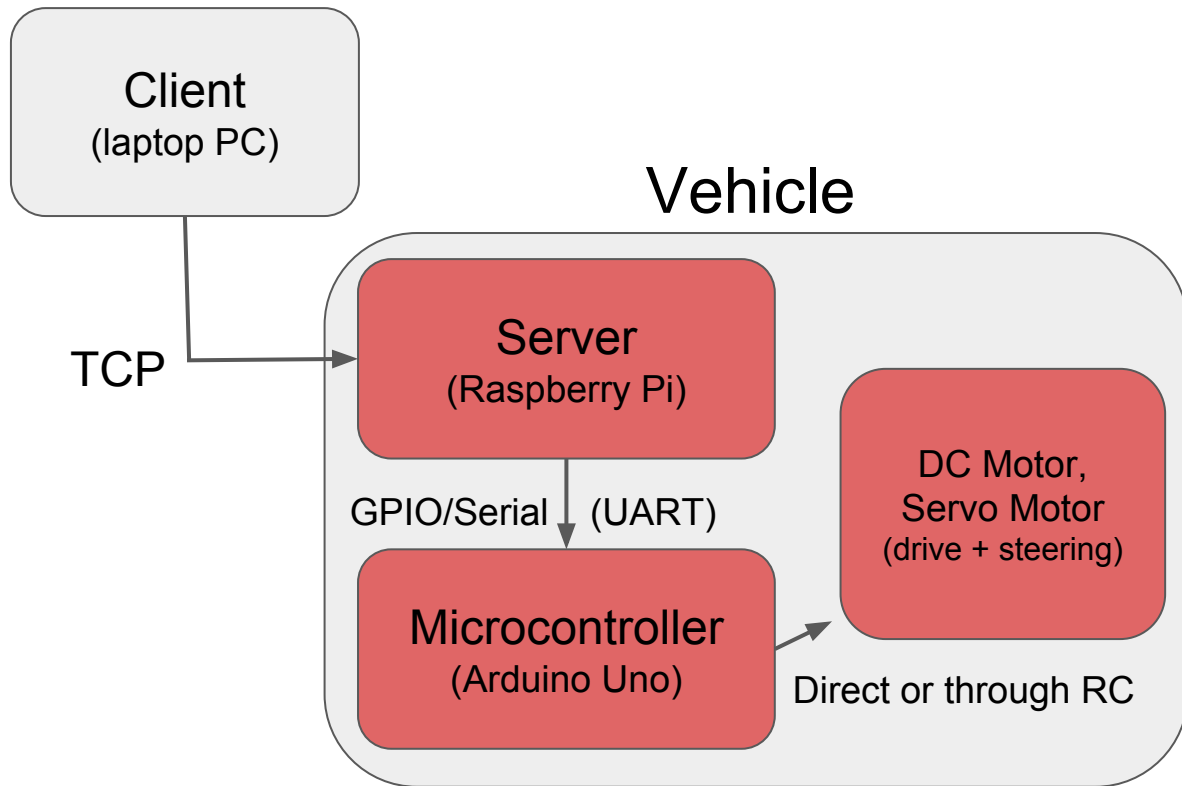 Client
(laptop PC)
Vehicle
TCP
Server
(Raspberry Pi)
GPIO/Serial (UART)
Microcontroller
(Arduino Uno)
DC Motor,
Servo Motor
(drive + steering)
Direct or through RC